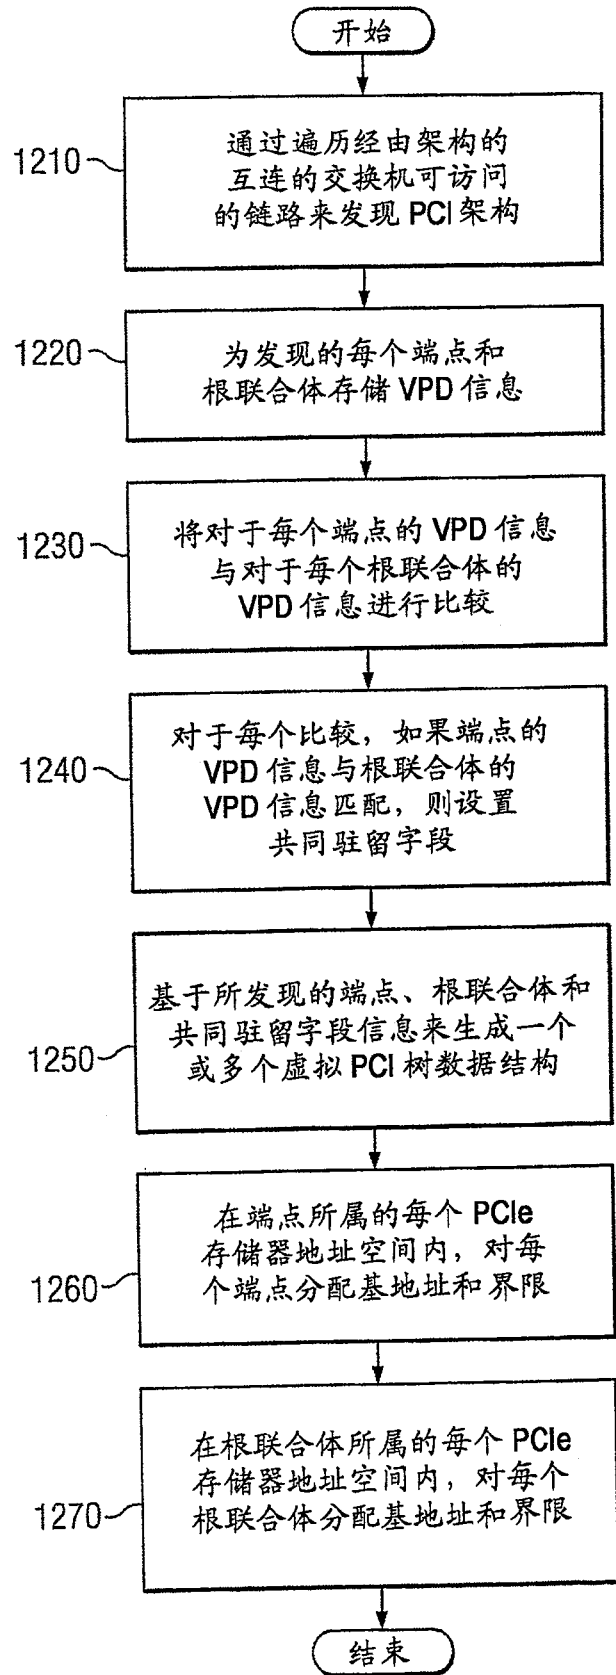 开始
1210
通过遍历经由架构的
互连的交换机可访问
的链路来发现 PCI 架构
1220
为发现的每个端点和
根联合体存储 VPD 信息
1230
将对于每个端点的 VPD 信息
与对于每个根联合体的
VPD 信息进行比较
1240
对于每个比较，如果端点的
VPD 信息与根联合体的
VPD 信息匹配，则设置
共同驻留字段
1250
基于所发现的端点、根联合体和
共同驻留字段信息来生成一个
或多个虚拟 PCI 树数据结构
1260
在端点所属的每个 PCIe
存储器地址空间内，对每
个端点分配基地址和界限
1270
在根联合体所属的每个 PCIe
存储器地址空间内，对每个
根联合体分配基地址和界限
结束